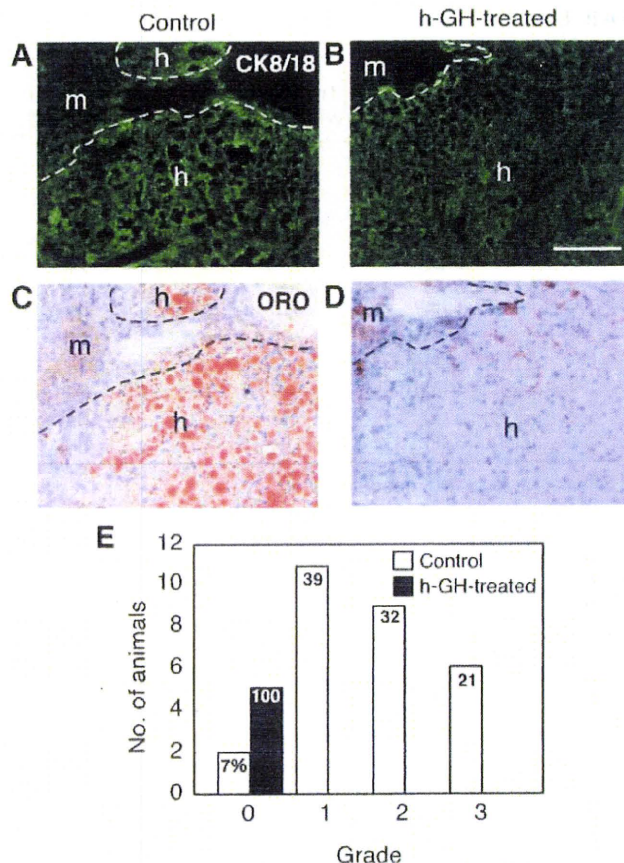 Control
h-GH-treated
A
h
CK8/18
m
h
B
m
h
C
h
ORO
m
h
D
m
h
E
12
10
8
6
4
2
0
No. of animals
Control
h-GH-treated
7%
100
39
32
21
0 1 2 3
Grade